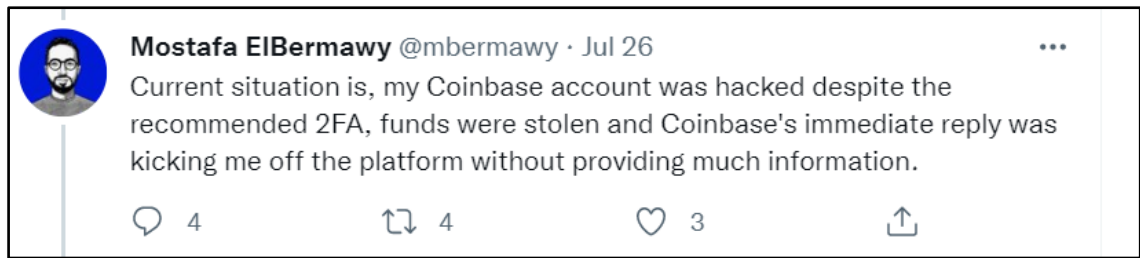 Mostafa ElBermawy @mbermawy · Jul 26
Current situation is, my Coinbase account was hacked despite the
recommended 2FA, funds were stolen and Coinbase's immediate reply was
kicking me off the platform without providing much information.
4 4 3